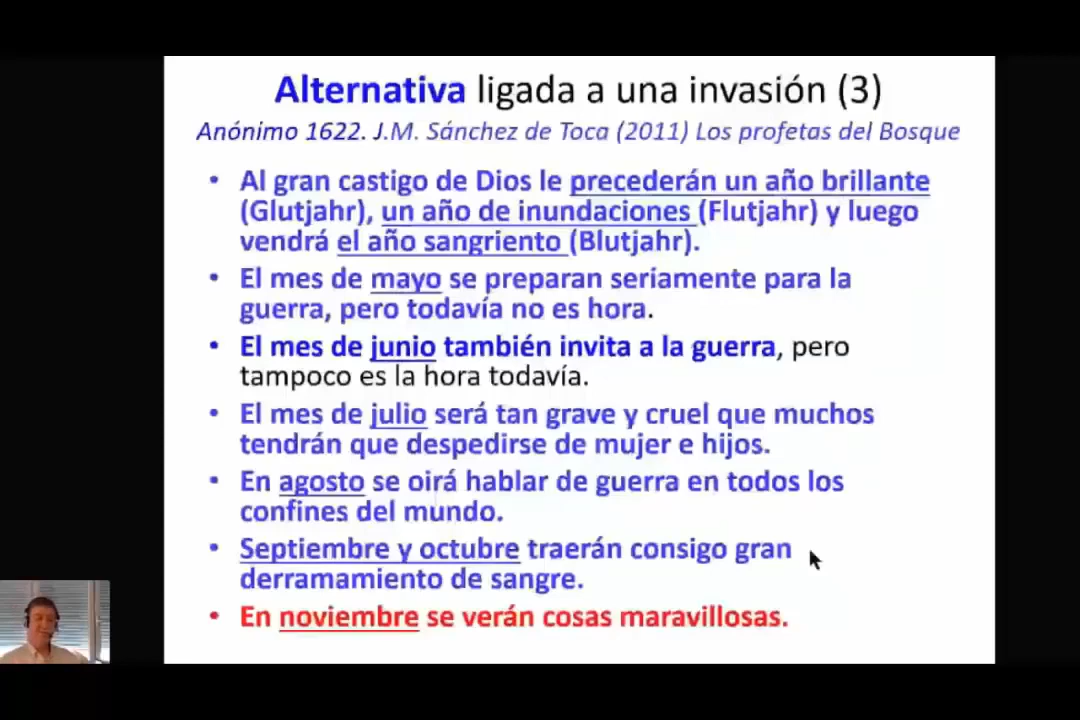 Alternativa ligada a una invasión (3)
Anónimo 1622. J.M. Sánchez de Toca (2011) Los profetas del Bosque
• Al gran castigo de Dios le precederán un año brillante
(Glutjahr), un año de inundaciones (Flutjahr) y luego
vendrá el año sangriento (Blutjahr).
• El mes de mayo se preparan seriamente para la
guerra, pero todavía no es hora.
• El mes de junio también invita a la guerra, pero
tampoco es la hora todavía.
• El mes de julio será tan grave y cruel que muchos
tendrán que despedirse de mujer e hijos.
• En agosto se oirá hablar de guerra en todos los
confines del mundo.
• Septiembre y octubre traerán consigo gran
derramamiento de sangre.
• En noviembre se verán cosas maravillosas.